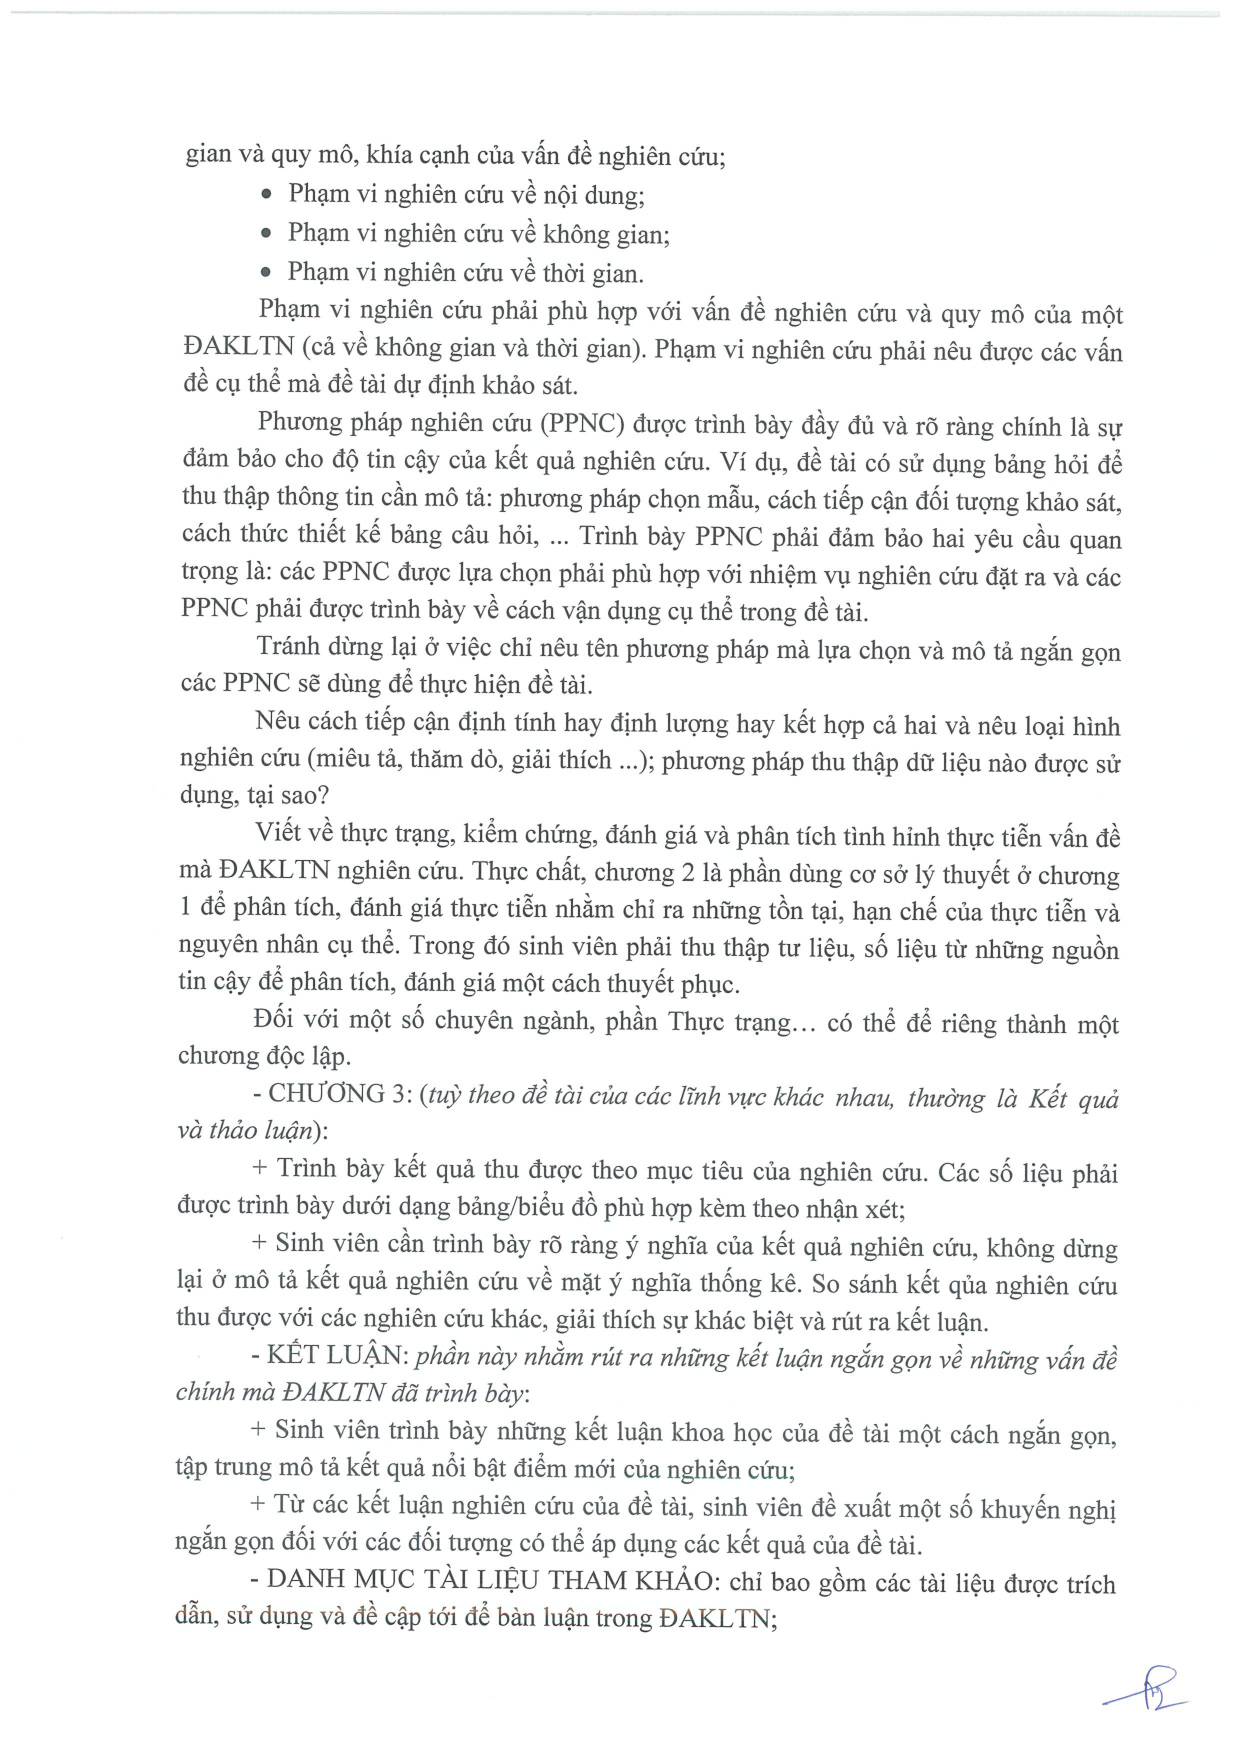 gian và quy mô, khía cạnh của vấn đề nghiên cứu;
• Phạm vi nghiên cứu về nội dung;
• Phạm vi nghiên cứu về không gian;
• Phạm vi nghiên cứu về thời gian.
Phạm vi nghiên cứu phải phù hợp với vấn đề nghiên cứu và quy mô của một
ĐAKLTN (cả về không gian và thời gian). Phạm vi nghiên cứu phải nêu được các vấn
đề cụ thể mà đề tài dự định khảo sát.
Phương pháp nghiên cứu (PPNC) được trình bày đầy đủ và rõ ràng chính là sự
đảm bảo cho độ tin cậy của kết quả nghiên cứu. Ví dụ, đề tài có sử dụng bảng hỏi để
thu thập thông tin cần mô tả: phương pháp chọn mẫu, cách tiếp cận đối tượng khảo sát,
cách thức thiết kế bảng câu hỏi, ... Trình bày PPNC phải đảm bảo hai yêu cầu quan
trọng là: các PPNC được lựa chọn phải phù hợp với nhiệm vụ nghiên cứu đặt ra và các
PPNC phải được trình bày về cách vận dụng cụ thể trong đề tài.
Tránh dừng lại ở việc chỉ nêu tên phương pháp mà lựa chọn và mô tả ngắn gọn
các PPNC sẽ dùng để thực hiện đề tài.
Nêu cách tiếp cận định tính hay định lượng hay kết hợp cả hai và nêu loại hình
nghiên cứu (miêu tả, thăm dò, giải thích ...); phương pháp thu thập dữ liệu nào được sử
dụng, tại sao?
Viết về thực trạng, kiểm chứng, đánh giá và phân tích tình hỉnh thực tiễn vấn đề
mà ĐAKLTN nghiên cứu. Thực chất, chương 2 là phần dùng cơ sở lý thuyết ở chương
1 để phân tích, đánh giá thực tiễn nhằm chỉ ra những tồn tại, hạn chế của thực tiễn và
nguyên nhân cụ thể. Trong đó sinh viên phải thu thập tư liệu, số liệu từ những nguồn
tin cậy để phân tích, đánh giá một cách thuyết phục.
Đối với một số chuyên ngành, phần Thực trạng… có thể để riêng thành một
chương độc lập.
- CHƯƠNG 3: (tuỳ theo đề tài của các lĩnh vực khác nhau, thường là Kết quả
và thảo luận):
+ Trình bày kết quả thu được theo mục tiêu của nghiên cứu. Các số liệu phải
được trình bày dưới dạng bảng/biểu đồ phù hợp kèm theo nhận xét;
+ Sinh viên cần trình bày rõ ràng ý nghĩa của kết quả nghiên cứu, không dừng
lại ở mô tả kết quả nghiên cứu về mặt ý nghĩa thống kê. So sánh kết qủa nghiên cứu
thu được với các nghiên cứu khác, giải thích sự khác biệt và rút ra kết luận.
- KẾT LUẬN: phần này nhằm rút ra những kết luận ngắn gọn về những vấn đề
chính mà ĐAKLTN đã trình bày:
+ Sinh viên trình bày những kết luận khoa học của đề tài một cách ngắn gọn,
tập trung mô tả kết quả nổi bật điểm mới của nghiên cứu;
+ Từ các kết luận nghiên cứu của đề tài, sinh viên đề xuất một số khuyến nghị
ngắn gọn đối với các đối tượng có thể áp dụng các kết quả của đề tài.
- DANH MỤC TÀI LIỆU THAM KHẢO: chỉ bao gồm các tài liệu được trích
dẫn, sử dụng và đề cập tới để bàn luận trong ĐAKLTN;